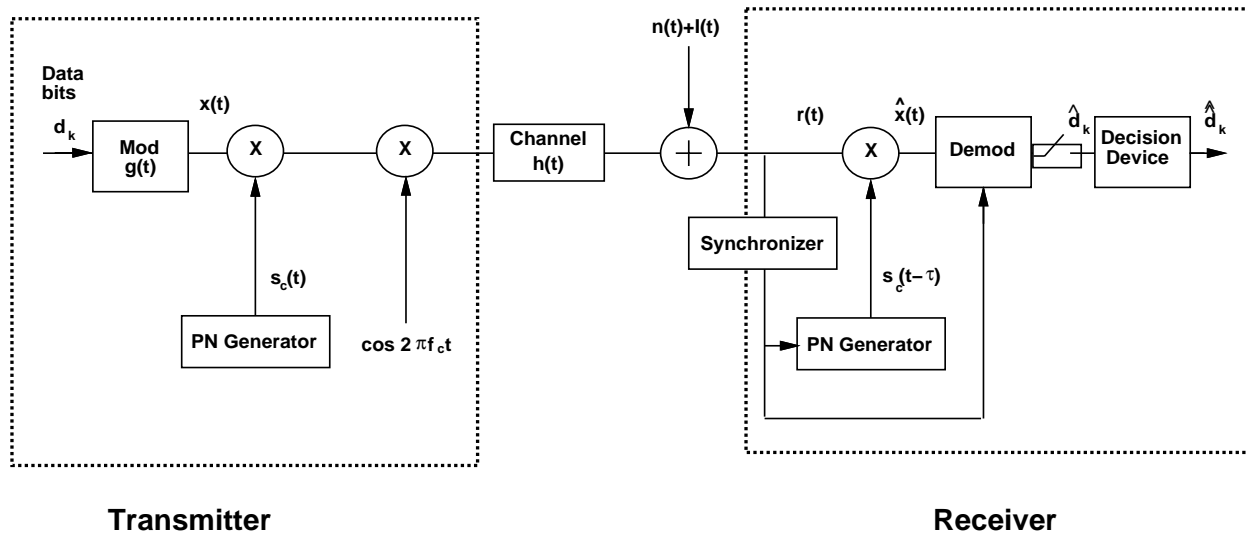 n(t)+I(t)
Data
bits
d k
x(t)
Mod
g(t)
X
X
Channel
h(t)
+
r(t)
X
^
x(t)
Demod
^
d k
Decision
Device
^
^
d k
Synchronizer
s c(t)
s c(t− τ)
PN Generator
cos 2 πf c t
PN Generator
Transmitter
Receiver